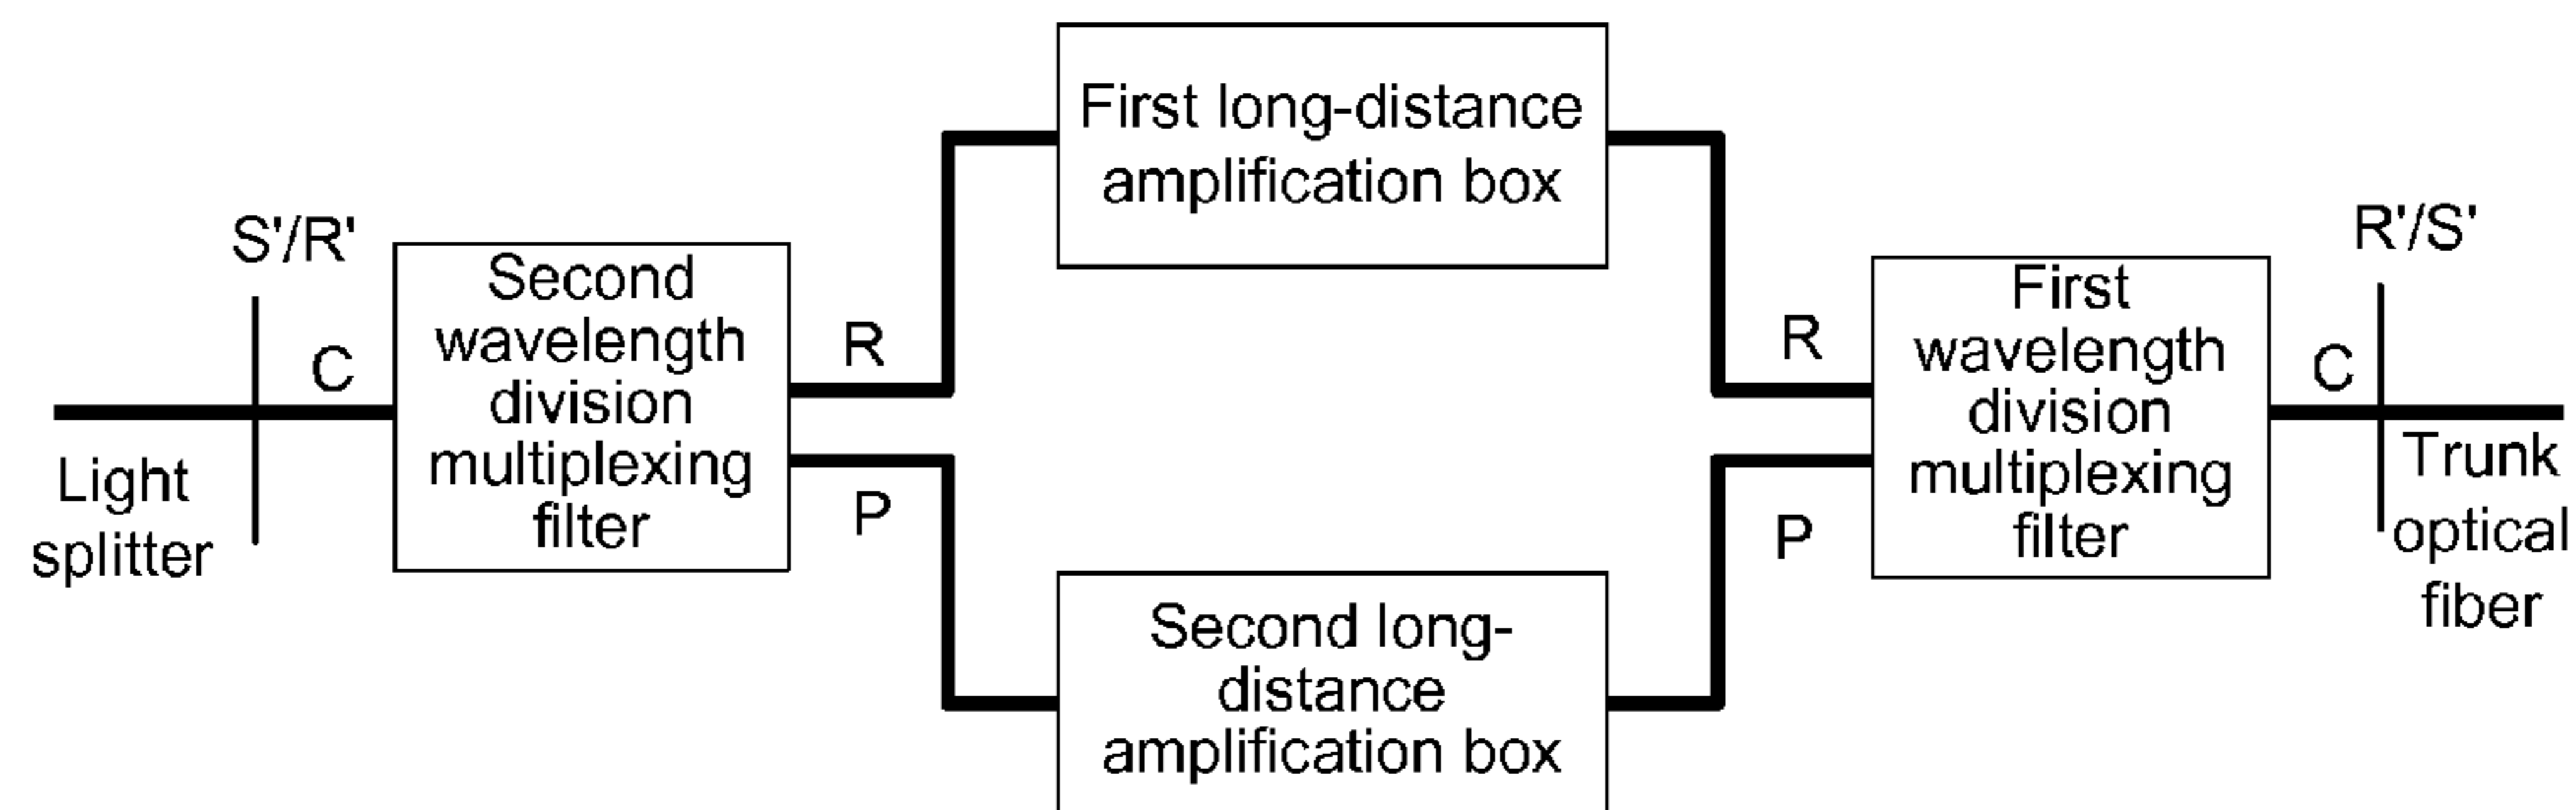 First long-distance
amplification box
S'/R'
C
Light
splitter
Second
wavelength
division
multiplexing
filter
R
P
Second long-
distance
amplification box
R
P
First
wavelength
division
multiplexing
filter
R'/S'
C
Trunk
optical
fiber